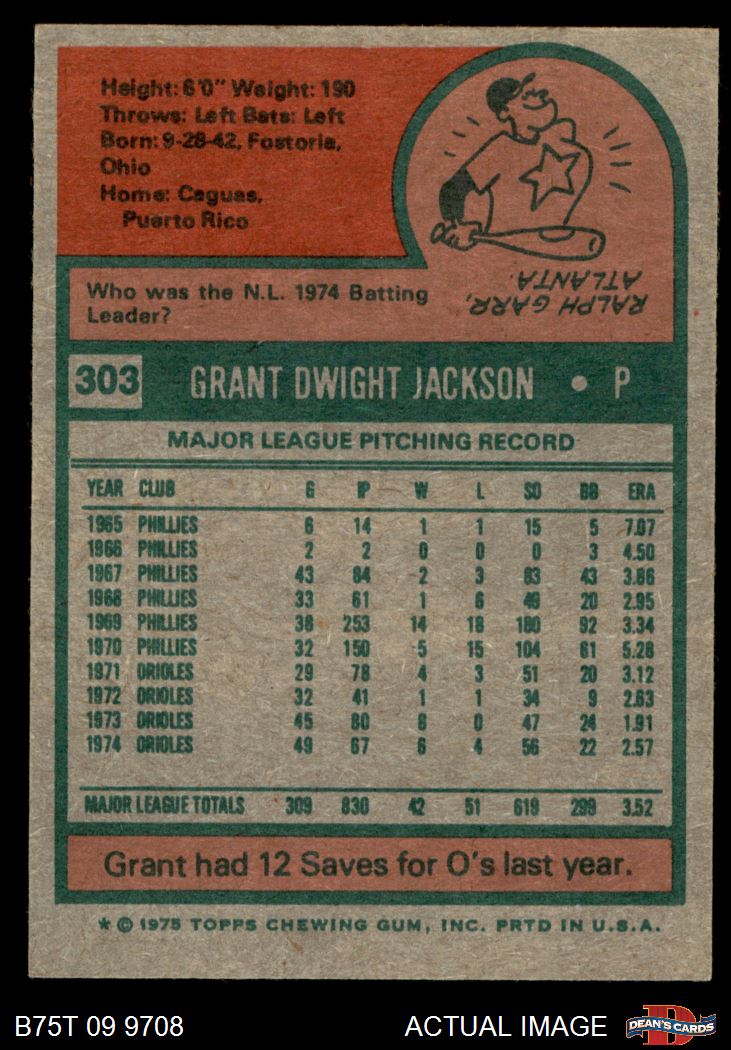 Height: 6'0" Weight: 190
Throws: Left Bats: Left
Born: 9-28-42, Fostoria,
Ohio
Home: Caguas,
Puerto Rico
Who was the N.L. 1974 Batting
Leader?
RALPH GARR,
ATLANTA.
303 GRANT DWIGHT JACKSON • P
MAJOR LEAGUE PITCHING RECORD
YEAR CLUB G IP W L SO BB ERA
1965 PHILLIES 6 14 1 1 15 5 7.07
1966 PHILLIES 2 2 0 0 0 3 4.50
1967 PHILLIES 43 84 2 3 83 43 3.86
1968 PHILLIES 33 61 1 6 49 20 2.95
1969 PHILLIES 38 253 14 18 180 92 3.34
1970 PHILLIES 32 150 5 15 104 61 5.28
1971 ORIOLES 29 78 4 3 51 20 3.12
1972 ORIOLES 32 41 1 1 34 9 2.63
1973 ORIOLES 45 80 8 0 47 24 1.91
1974 ORIOLES 49 67 6 4 56 22 2.57
MAJOR LEAGUE TOTALS 309 830 42 51 619 299 3.52
Grant had 12 Saves for O's last year.
* © 1975 TOPPS CHEWING GUM, INC. PRTD IN U.S.A.
B75T 09 9708 ACTUAL IMAGE
D
DEAN'S CARDS